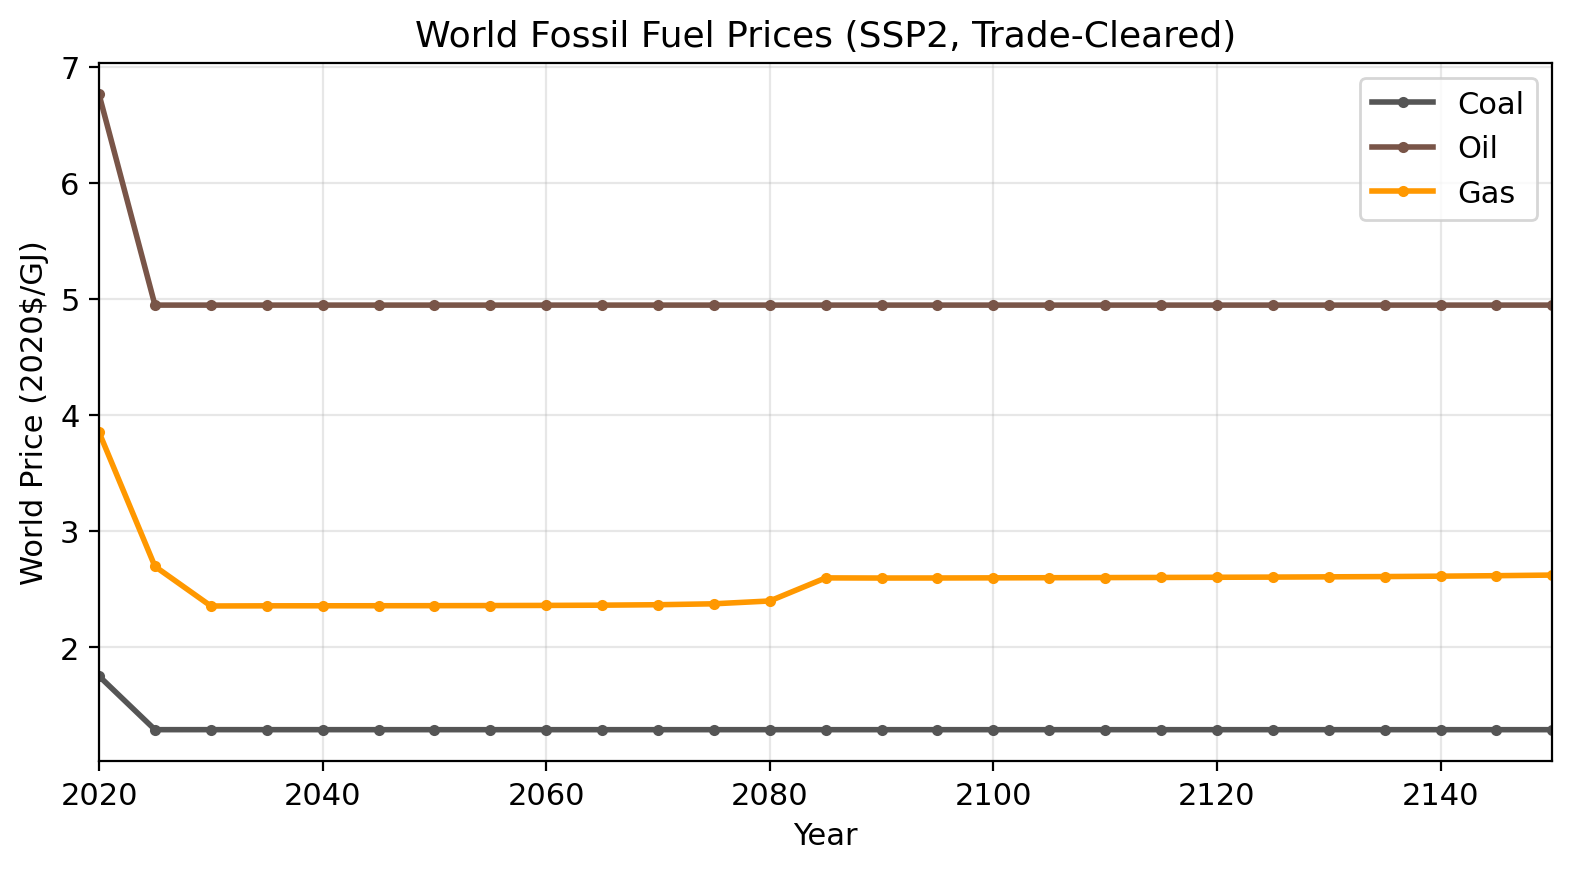 World Fossil Fuel Prices (SSP2, Trade-Cleared)
7
6
5
4
3
2
World Price (2020$/GJ)
Coal
Oil
Gas
2020
2040
2060
2080
2100
2120
2140
Year